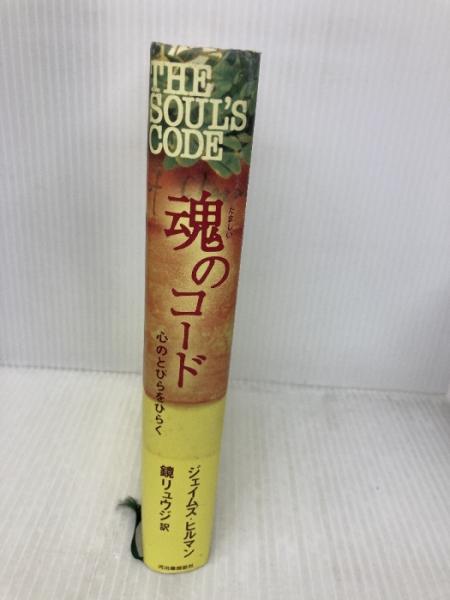 THE
SOUL'S
CODE
魂のコード
たましい
心のとびらをひらく
ジェイムス・ヒルマン
鏡リュウジ 訳
河出書房新社